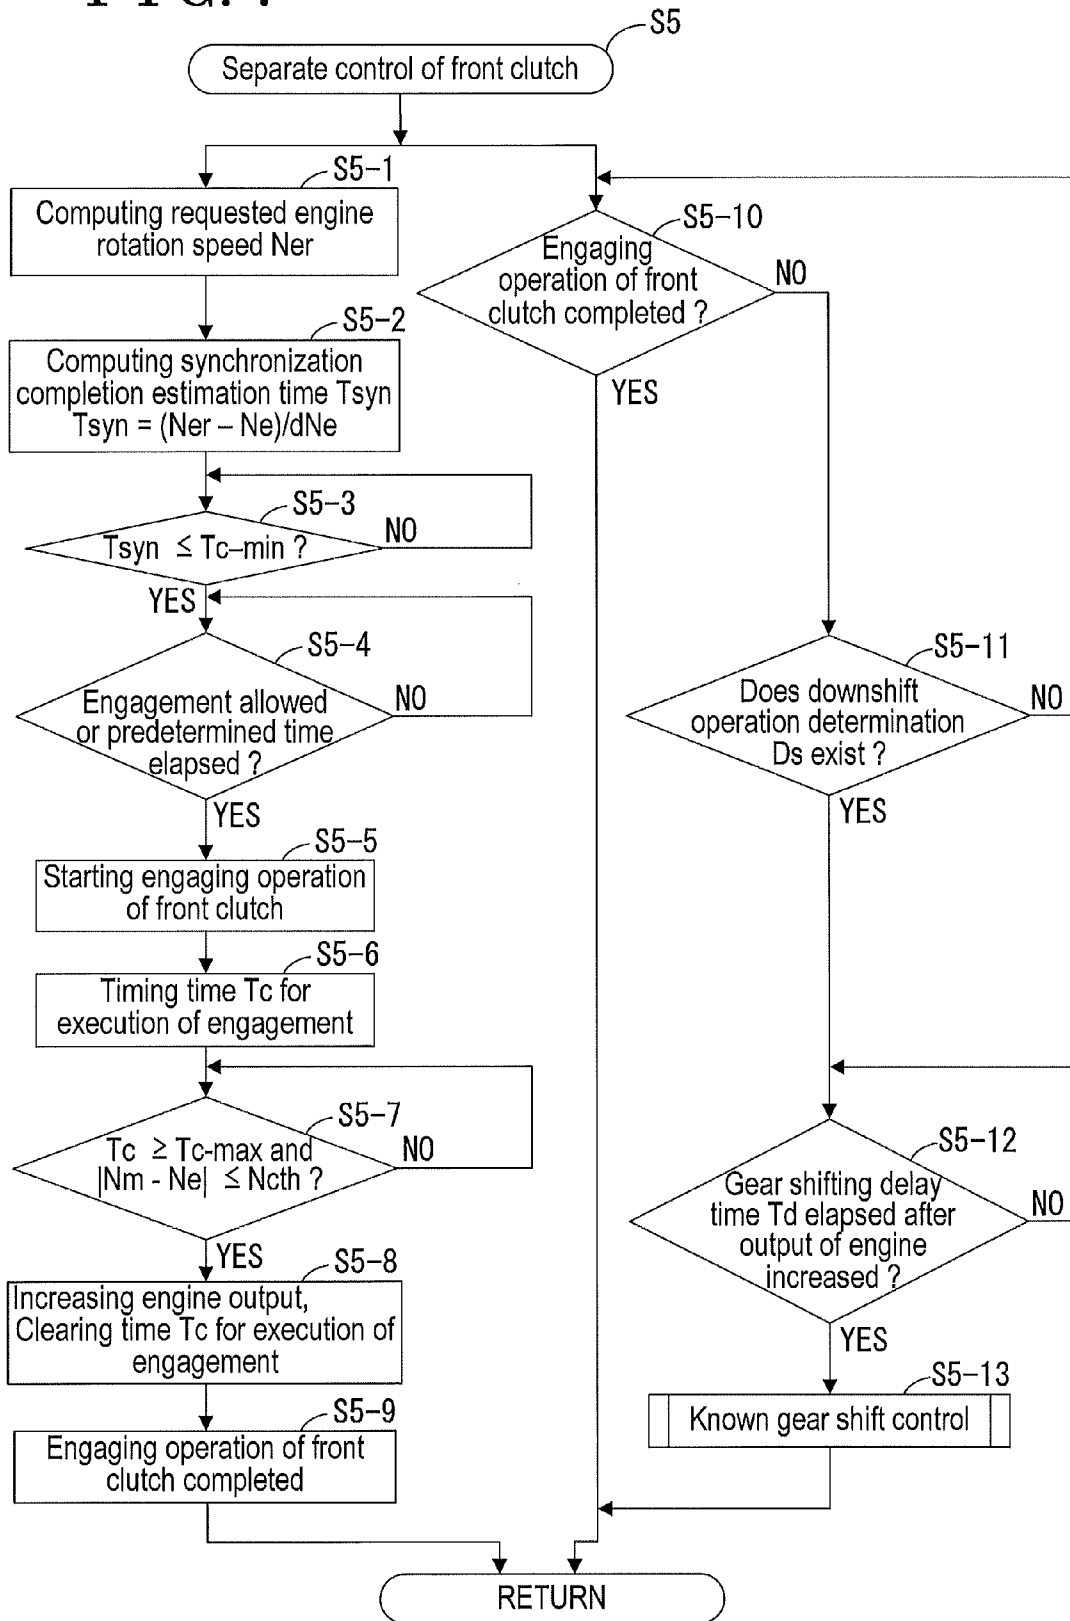 S5
Separate control of front clutch
S5-1
Computing requested engine
rotation speed Ner
S5-2
Computing synchronization
completion estimation time Tsyn
Tsyn = (Ner – Ne)/dNe
S5-3
Tsyn ≦ Tc–min ?
NO
YES
S5-4
Engagement allowed
or predetermined time
elapsed ?
NO
YES
S5-5
Starting engaging operation
of front clutch
S5-6
Timing time Tc for
execution of engagement
S5-7
Tc ≥ Tc-max and
|Nm - Ne| ≦ Ncth ?
NO
YES
S5-8
Increasing engine output,
Clearing time Tc for execution of
engagement
S5-9
Engaging operation of front
clutch completed
S5-10
Engaging
operation of front
clutch completed ?
NO
YES
S5-11
Does downshift
operation determination
Ds exist ?
NO
YES
S5-12
Gear shifting delay
time Td elapsed after
output of engine
increased ?
NO
YES
S5-13
Known gear shift control
RETURN